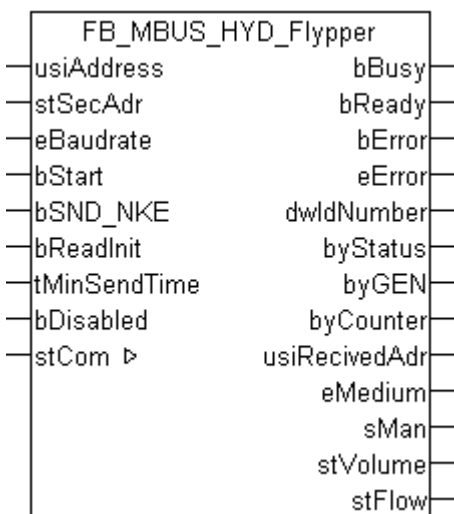 FB_MBUS_HYD_Flypper
usiAddress bBusy
stSecAdr bReady
eBaudrate bError
bStart eError
bSND_NKE dwIdNumber
bReadInit byStatus
tMinSendTime byGEN
bDisabled byCounter
stCom ▷ usiRecivedAdr
eMedium
sMan
stVolume
stFlow